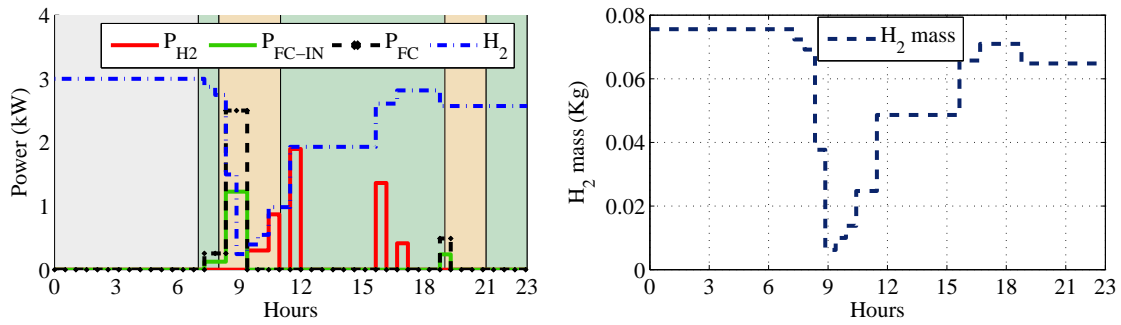 P_H2 P_FC−IN P_FC H_2
Power (kW)
4
3
2
1
0
0 3 6 9 12 15 18 21 23
Hours
H_2 mass
H_2 mass (Kg)
0.08
0.06
0.04
0.02
0
0 3 6 9 12 15 18 21 23
Hours